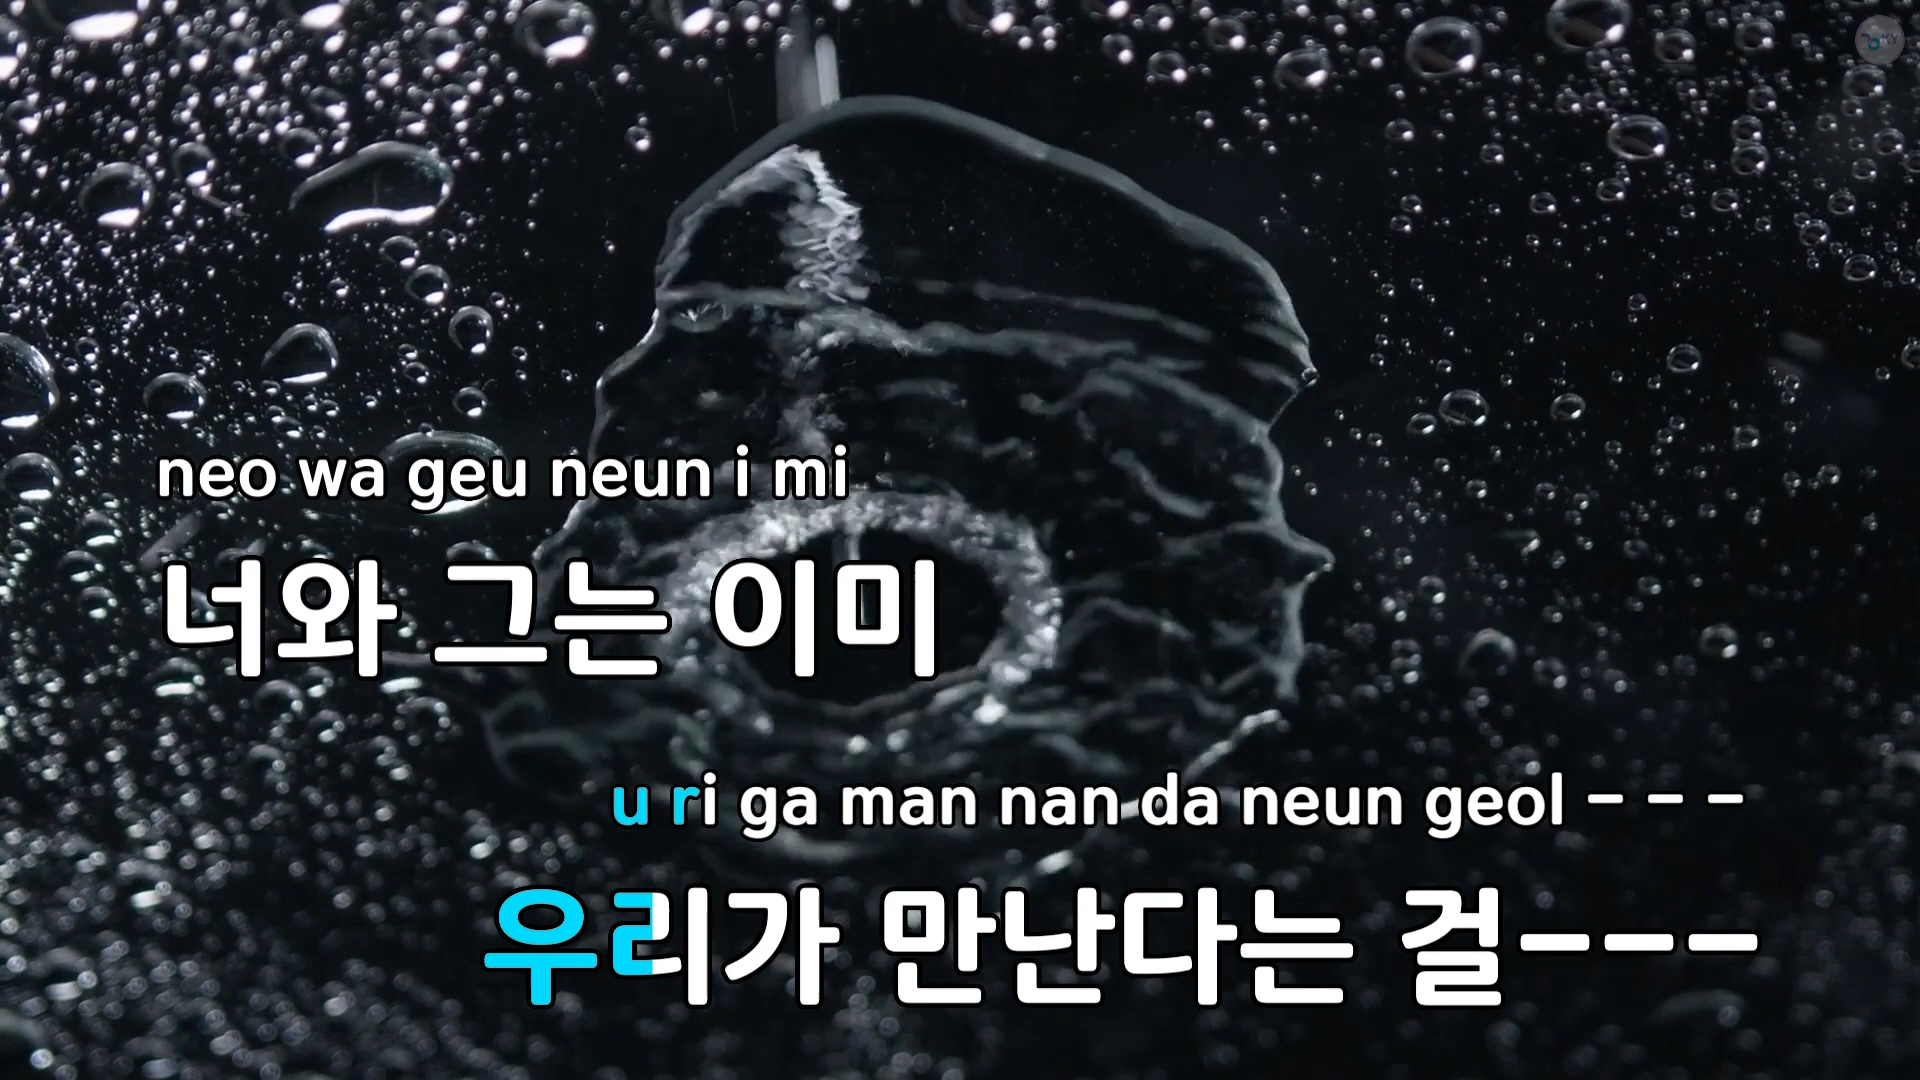 KY
neo wa geu neun i mi
너와 그는 이미
u ri ga man nan da neun geol - - -
우리가 만난다는 걸---